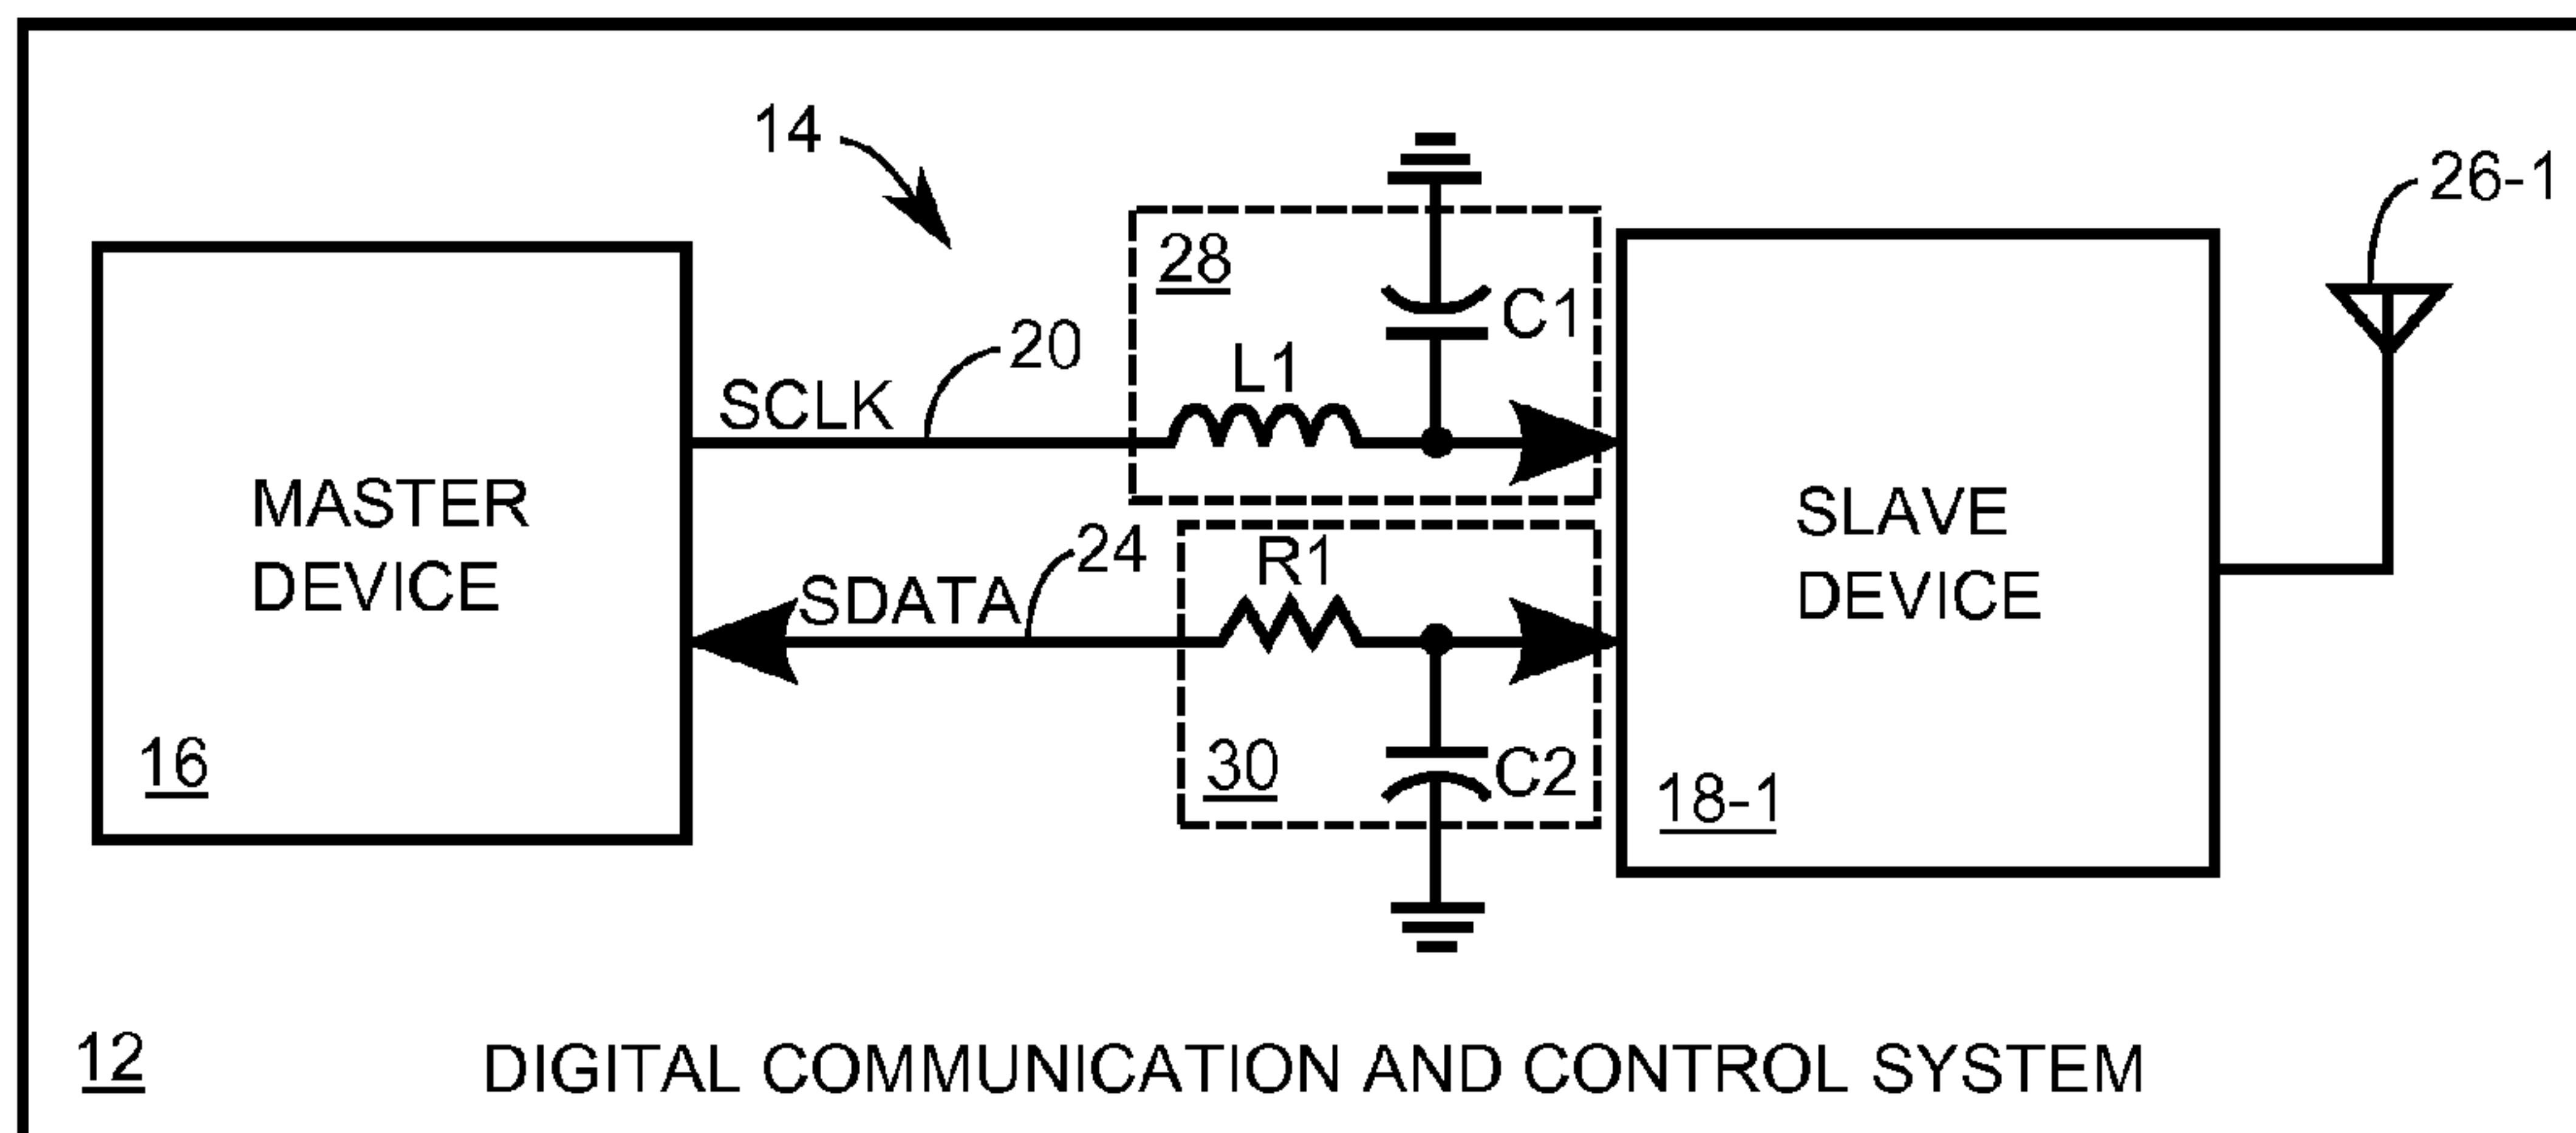 14
26-1
28
C1
20
L1
SCLK
MASTER
DEVICE
SLAVE
DEVICE
24
R1
SDATA
16
30
C2
18-1
12
DIGITAL COMMUNICATION AND CONTROL SYSTEM